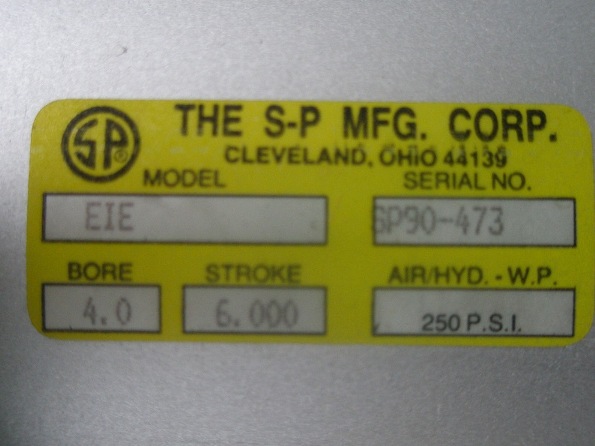 SP®
THE S-P MFG. CORP.
CLEVELAND, OHIO 44139
MODEL SERIAL NO.
EIE SP90-473
BORE STROKE AIR/HYD. - W.P.
4.0 6.000 250 P.S.I.